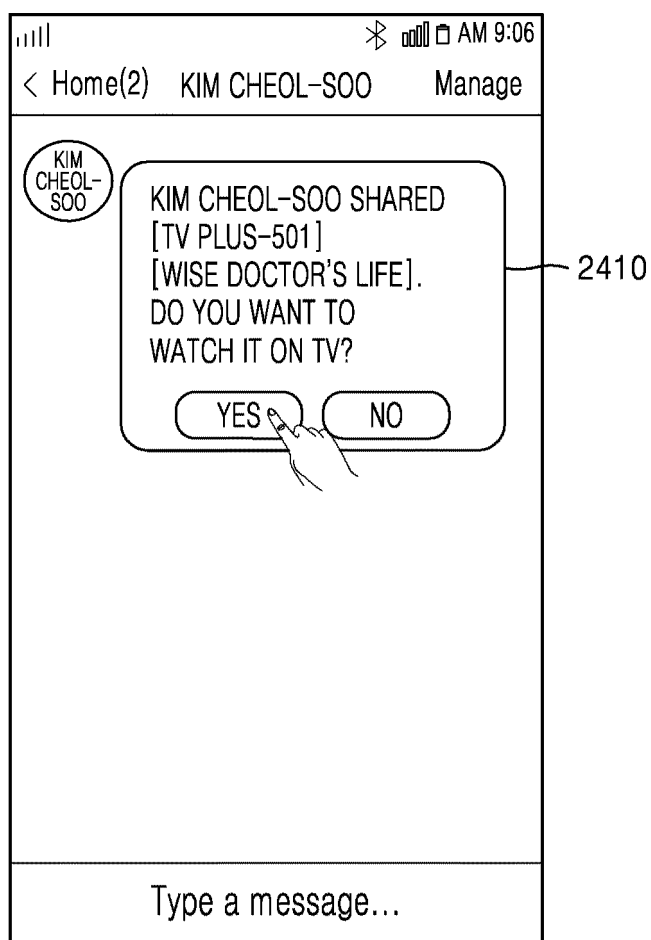 AM 9:06
< Home(2) KIM CHEOL-SOO Manage
KIM
CHEOL-
SOO
KIM CHEOL-SOO SHARED
[TV PLUS-501]
[WISE DOCTOR'S LIFE].
DO YOU WANT TO
WATCH IT ON TV?
YES NO
2410
Type a message...